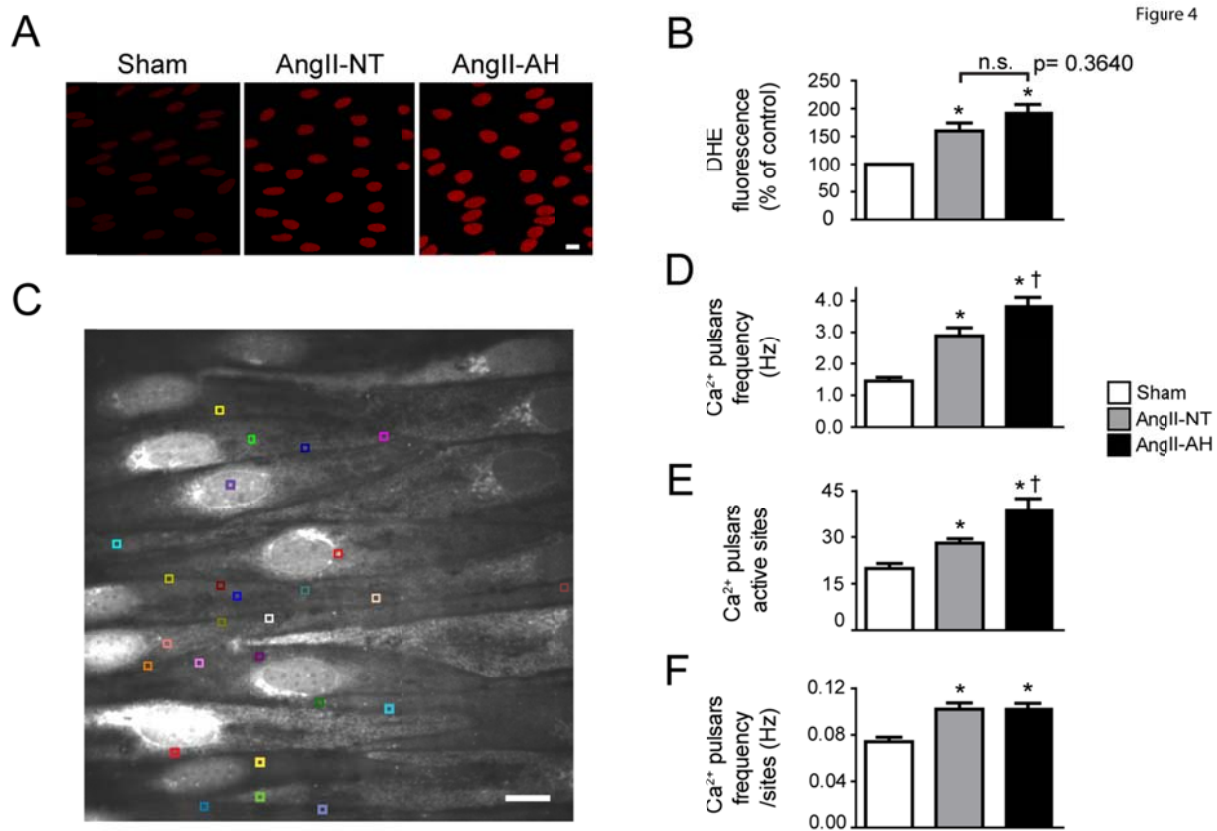 Figure 4
A
Sham
AngII-NT
AngII-AH
B
n.s. p= 0.3640
DHE
fluorescence
(% of control)
250
200
150
100
50
0
*
*
C
D
Ca²⁺ pulsars
frequency
(Hz)
4.0
3.0
2.0
1.0
0.0
*
* †
Sham
AngII-NT
AngII-AH
E
Ca²⁺ pulsars
active sites
45
30
15
0
*
* †
F
Ca²⁺ pulsars
frequency
/sites (Hz)
0.12
0.08
0.04
0.00
*
*